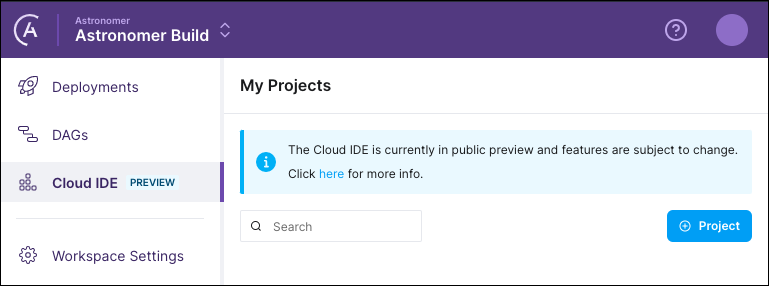 Astronomer
Astronomer Build
Deployments
DAGs
Cloud IDE PREVIEW
Workspace Settings
My Projects
The Cloud IDE is currently in public preview and features are subject to change.
Click here for more info.
Search
Project